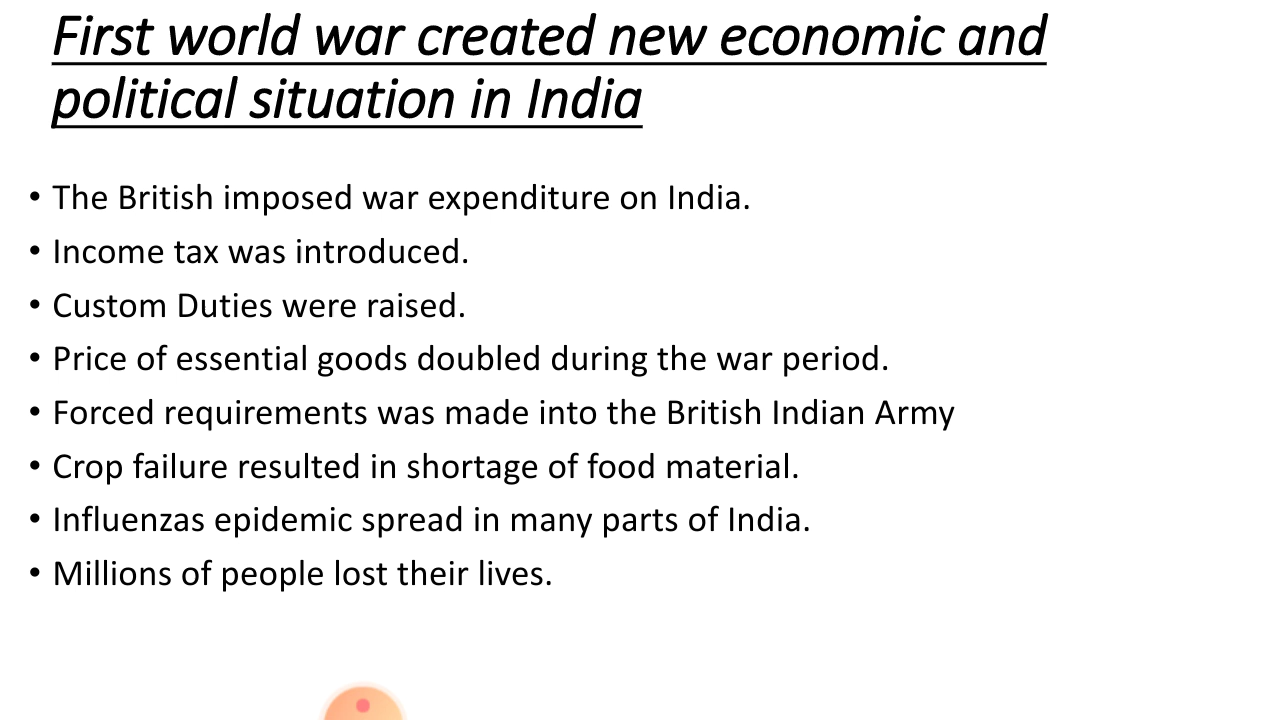 First world war created new economic and
political situation in India
• The British imposed war expenditure on India.
• Income tax was introduced.
• Custom Duties were raised.
• Price of essential goods doubled during the war period.
• Forced requirements was made into the British Indian Army
• Crop failure resulted in shortage of food material.
• Influenzas epidemic spread in many parts of India.
• Millions of people lost their lives.